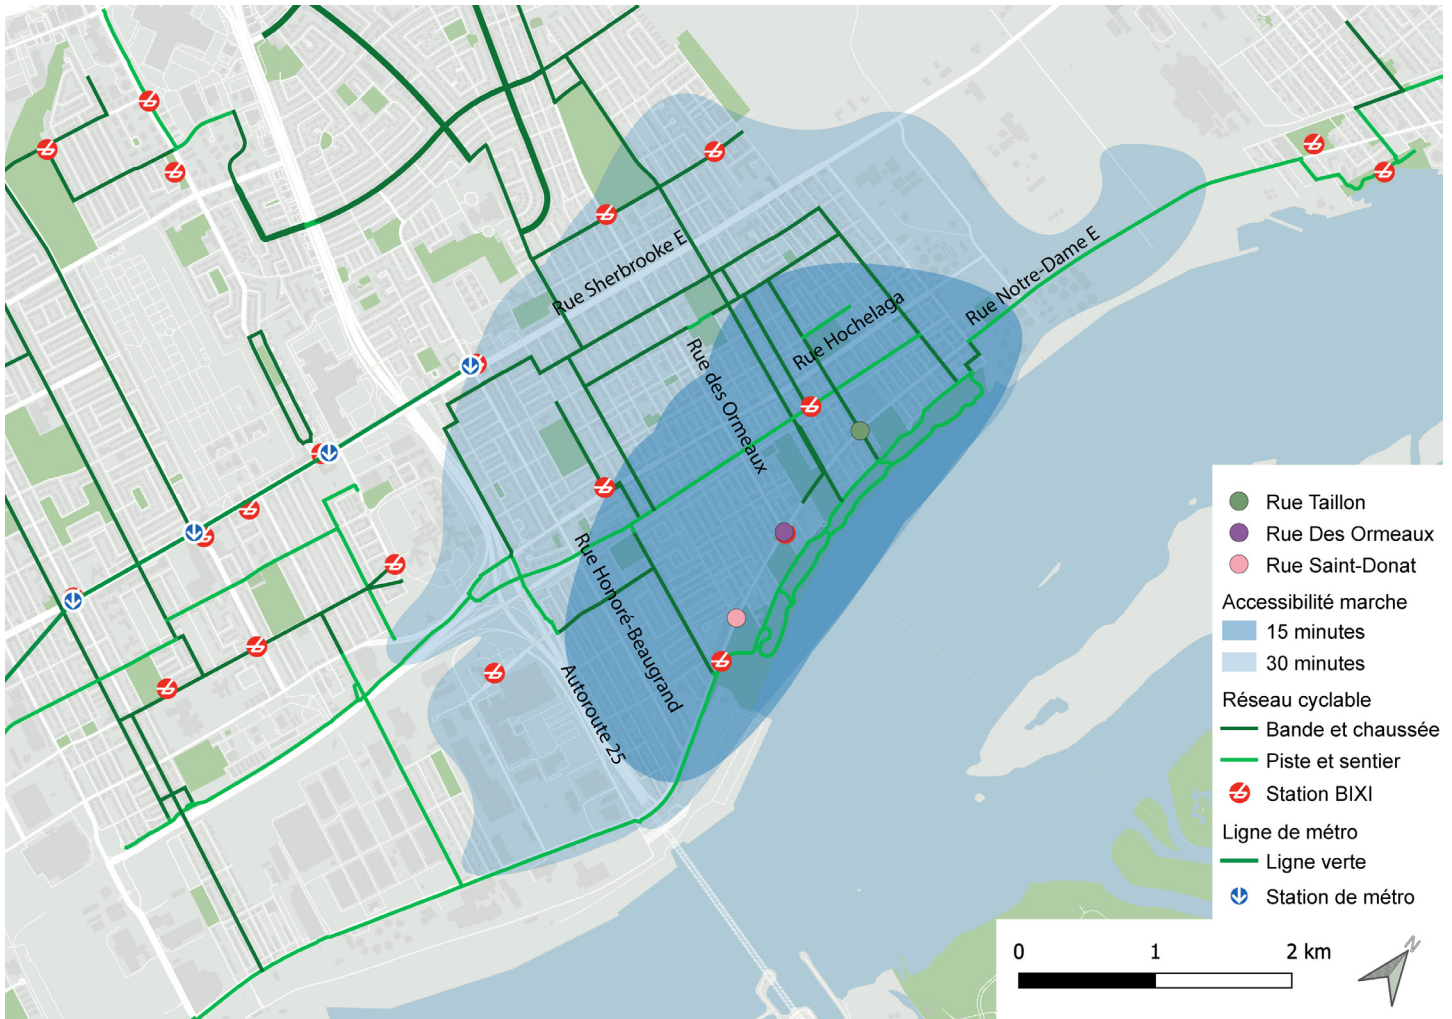 Rue Sherbrooke E
Rue Notre-Dame E
Rue Hochelaga
Rue des Ormeaux
Rue Honoré-Beaugrand
Autoroute 25
Rue Taillon
Rue Des Ormeaux
Rue Saint-Donat
Accessibilité marche
15 minutes
30 minutes
Réseau cyclable
Bande et chaussée
Piste et sentier
Station BIXI
Ligne de métro
Ligne verte
Station de métro
0 1 2 km
N